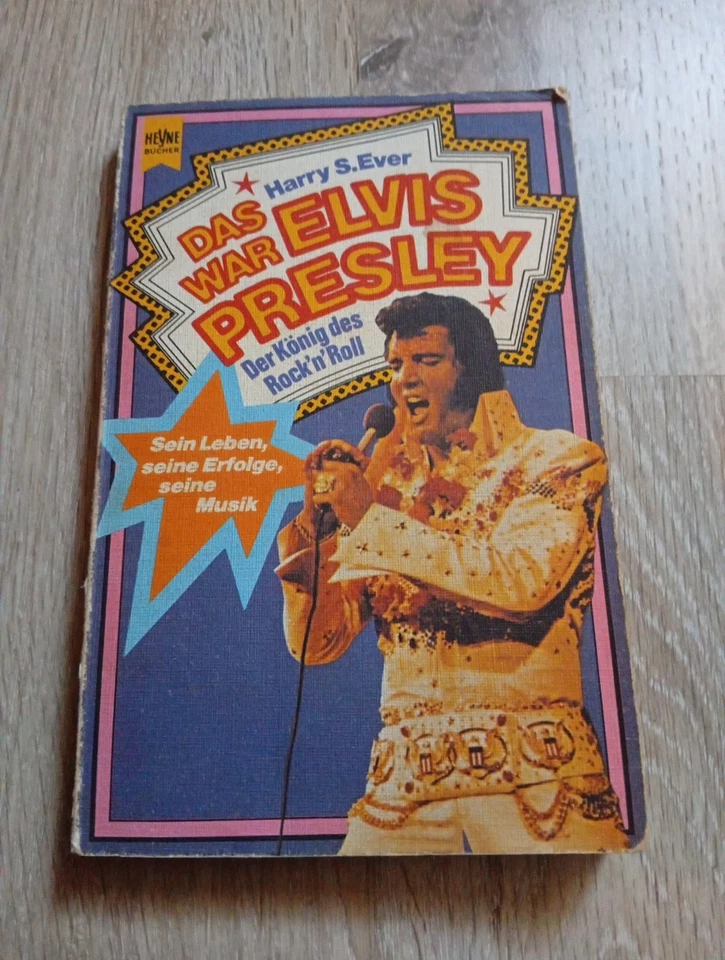 HEYNE
BÜCHER
Harry S.Ever
DAS
WAR
ELVIS
PRESLEY
Der König des
Rock'n'Roll
Sein Leben,
seine Erfolge,
seine
Musik